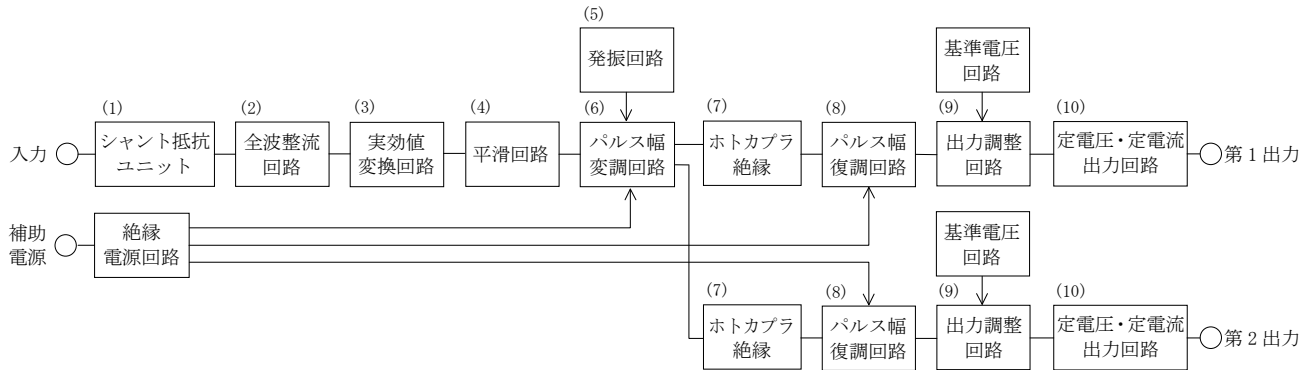 (5)
発振回路
基準電圧
回路
(1)
(2)
(3)
(4)
(6)
(7)
(8)
(9)
(10)
入力
シャント抵抗
ユニット
全波整流
回路
実効値
変換回路
平滑回路
パルス幅
変調回路
ホトカプラ
絶縁
パルス幅
復調回路
出力調整
回路
定電圧・定電流
出力回路
第1出力
補助
電源
絶縁
電源回路
基準電圧
回路
(7)
(8)
(9)
(10)
ホトカプラ
絶縁
パルス幅
復調回路
出力調整
回路
定電圧・定電流
出力回路
第2出力